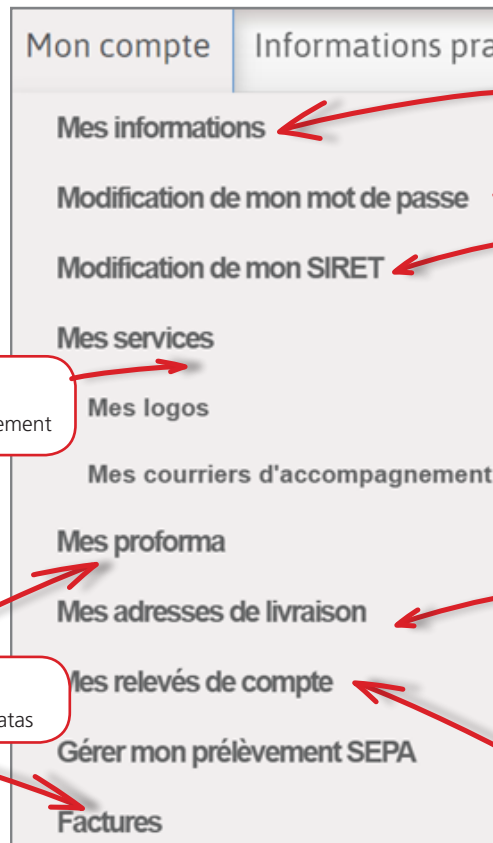 Mon compte Informations pra
Mes informations
Modification de mon mot de passe
Modification de mon SIRET
Mes services
ement
Mes logos
Mes courriers d'accompagnement
Mes proforma
Mes adresses de livraison
Mes relevés de compte
atas
Gérer mon prélèvement SEPA
Factures